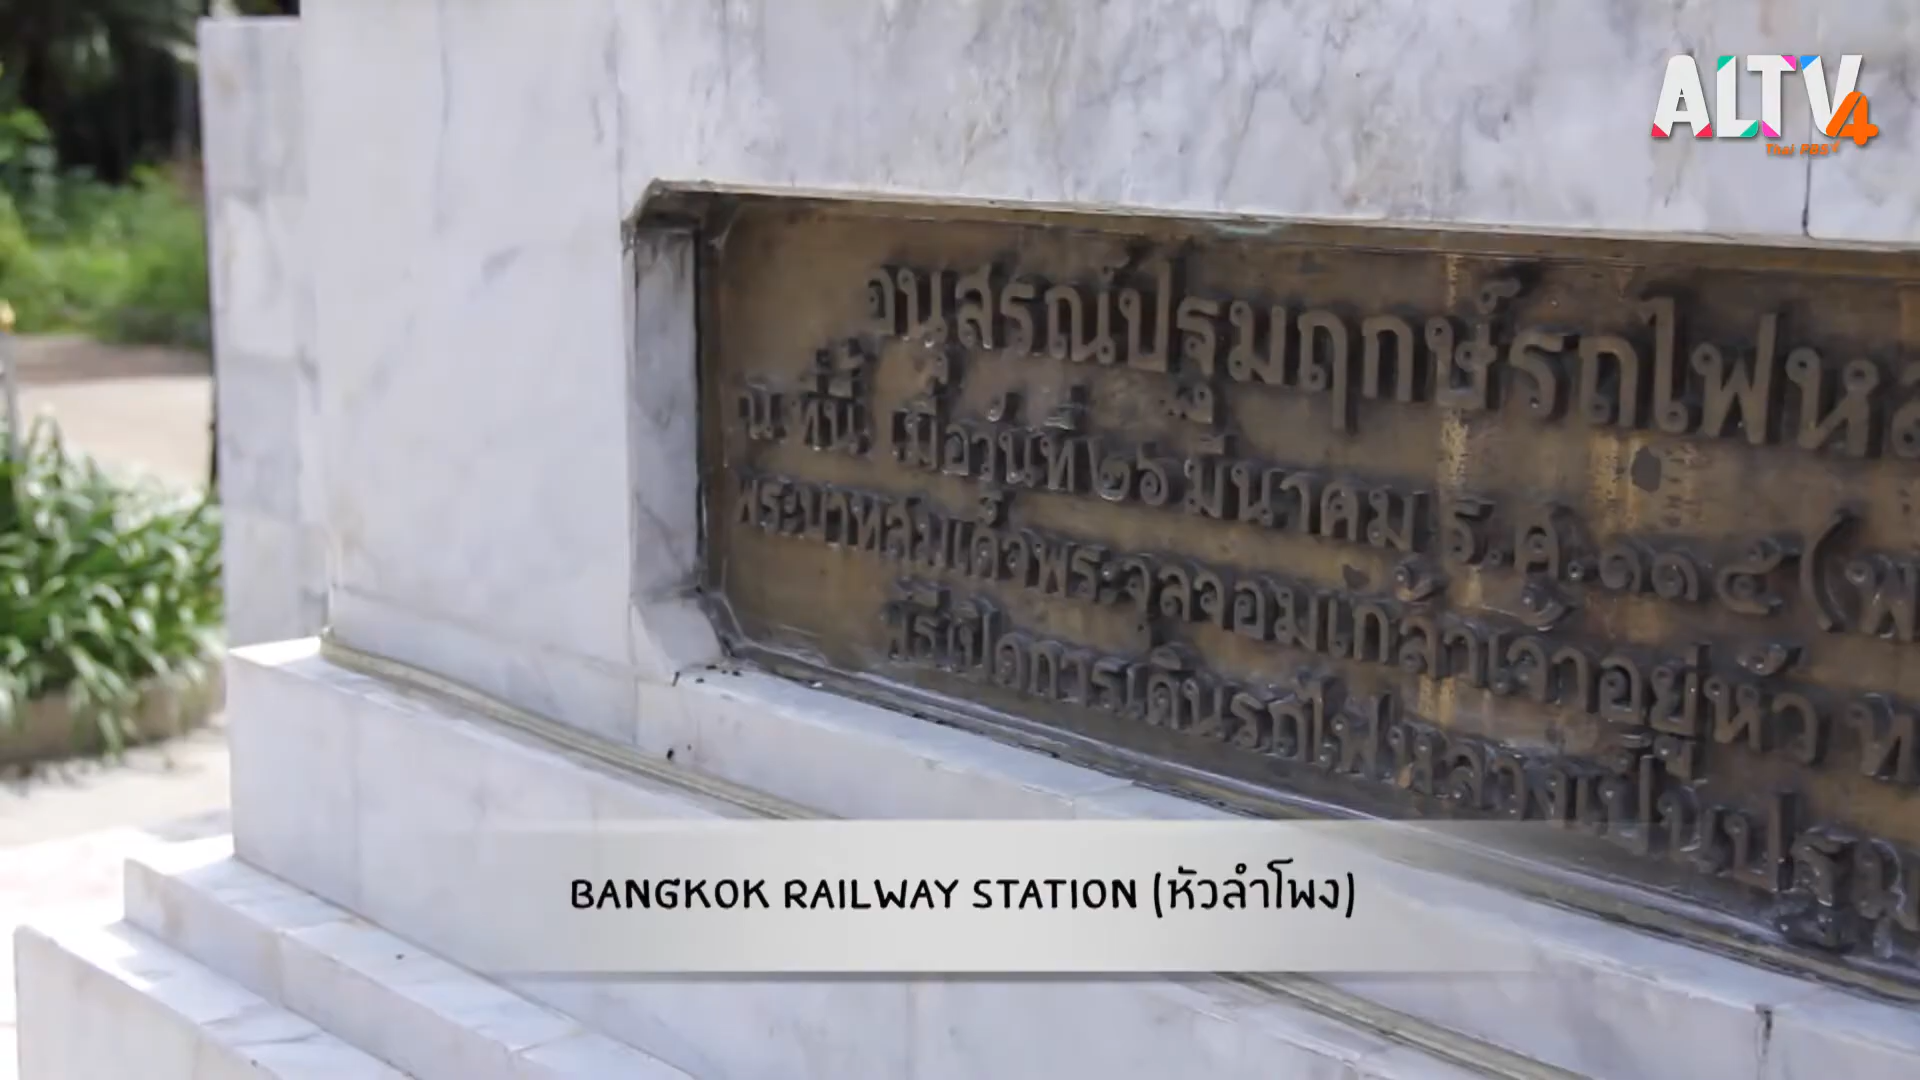 ALTV4
Thai PBS
อนุสรณ์ปฐมฤกษ์รถไฟหล
ณ ที่นี้ เมื่อวันที่ ๒๖ มีนาคม ร.ศ. ๑๑๕ (พ
พระบาทสมเด็จพระจุลจอมเกล้าเจ้าอยู่หัว ท
เปิดการเดินรถไฟหลวงเป็นปฐม
BANGKOK RAILWAY STATION (หัวลำโพง)